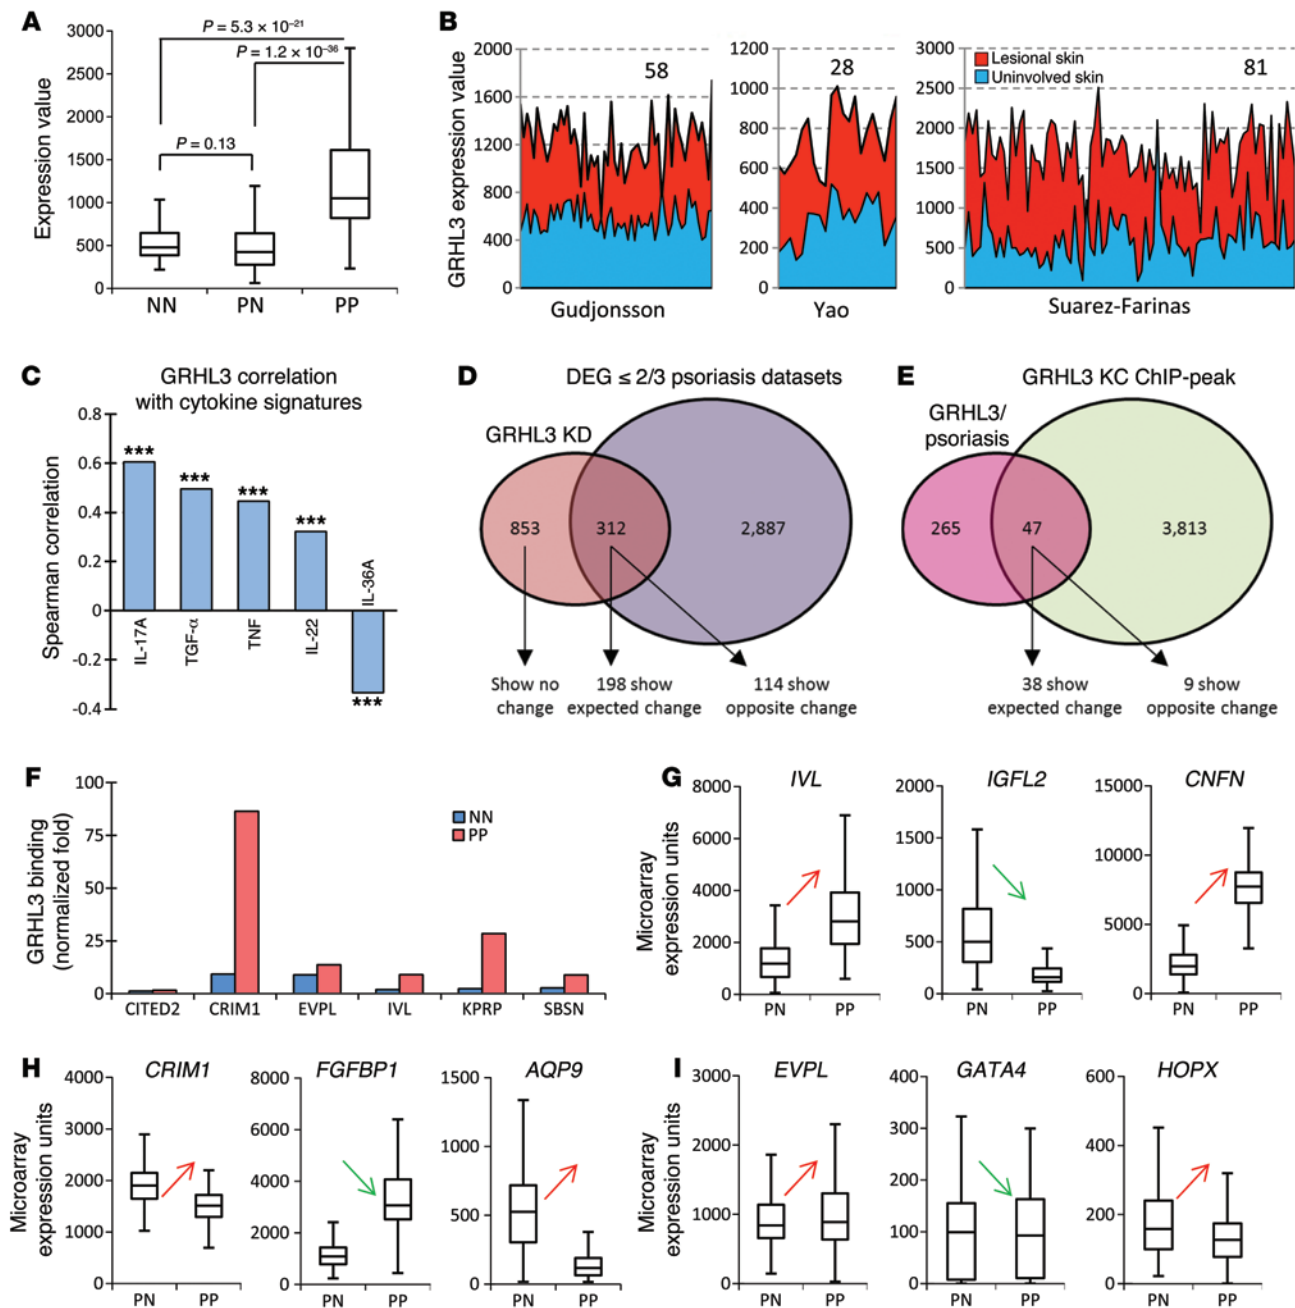 A
Expression value
3000
2500
2000
1500
1000
500
0
P = 5.3 × 10⁻²¹
P = 1.2 × 10⁻³⁶
P = 0.13
NN
PN
PP
B
GRHL3 expression value
2000
1600
1200
800
400
0
58
Gudjonsson
1200
1000
800
600
400
200
0
28
Yao
3000
2500
2000
1500
1000
500
0
Lesional skin
Uninvolved skin
81
Suarez-Farinas
C
GRHL3 correlation
with cytokine signatures
Spearman correlation
0.8
0.6
0.4
0.2
0
-0.2
-0.4
***
***
***
***
***
IL-17A
TGF-α
TNF
IL-22
IL-36A
D
DEG ≤ 2/3 psoriasis datasets
GRHL3 KD
853
312
2,887
Show no
change
198 show
expected change
114 show
opposite change
E
GRHL3 KC ChIP-peak
GRHL3/
psoriasis
265
47
3,813
38 show
expected change
9 show
opposite change
F
GRHL3 binding
(normalized fold)
100
75
50
25
0
NN
PP
CITED2
CRIM1
EVPL
IVL
KPRP
SBSN
G
Microarray
expression units
IVL
8000
6000
4000
2000
0
PN
PP
IGFL2
2000
1500
1000
500
0
PN
PP
CNFN
15000
10000
5000
0
PN
PP
H
Microarray
expression units
CRIM1
4000
3000
2000
1000
0
PN
PP
FGFBP1
8000
6000
4000
2000
0
PN
PP
AQP9
1500
1000
500
0
PN
PP
I
Microarray
expression units
EVPL
3000
2000
1000
0
PN
PP
GATA4
400
300
200
100
0
PN
PP
HOPX
600
400
200
0
PN
PP